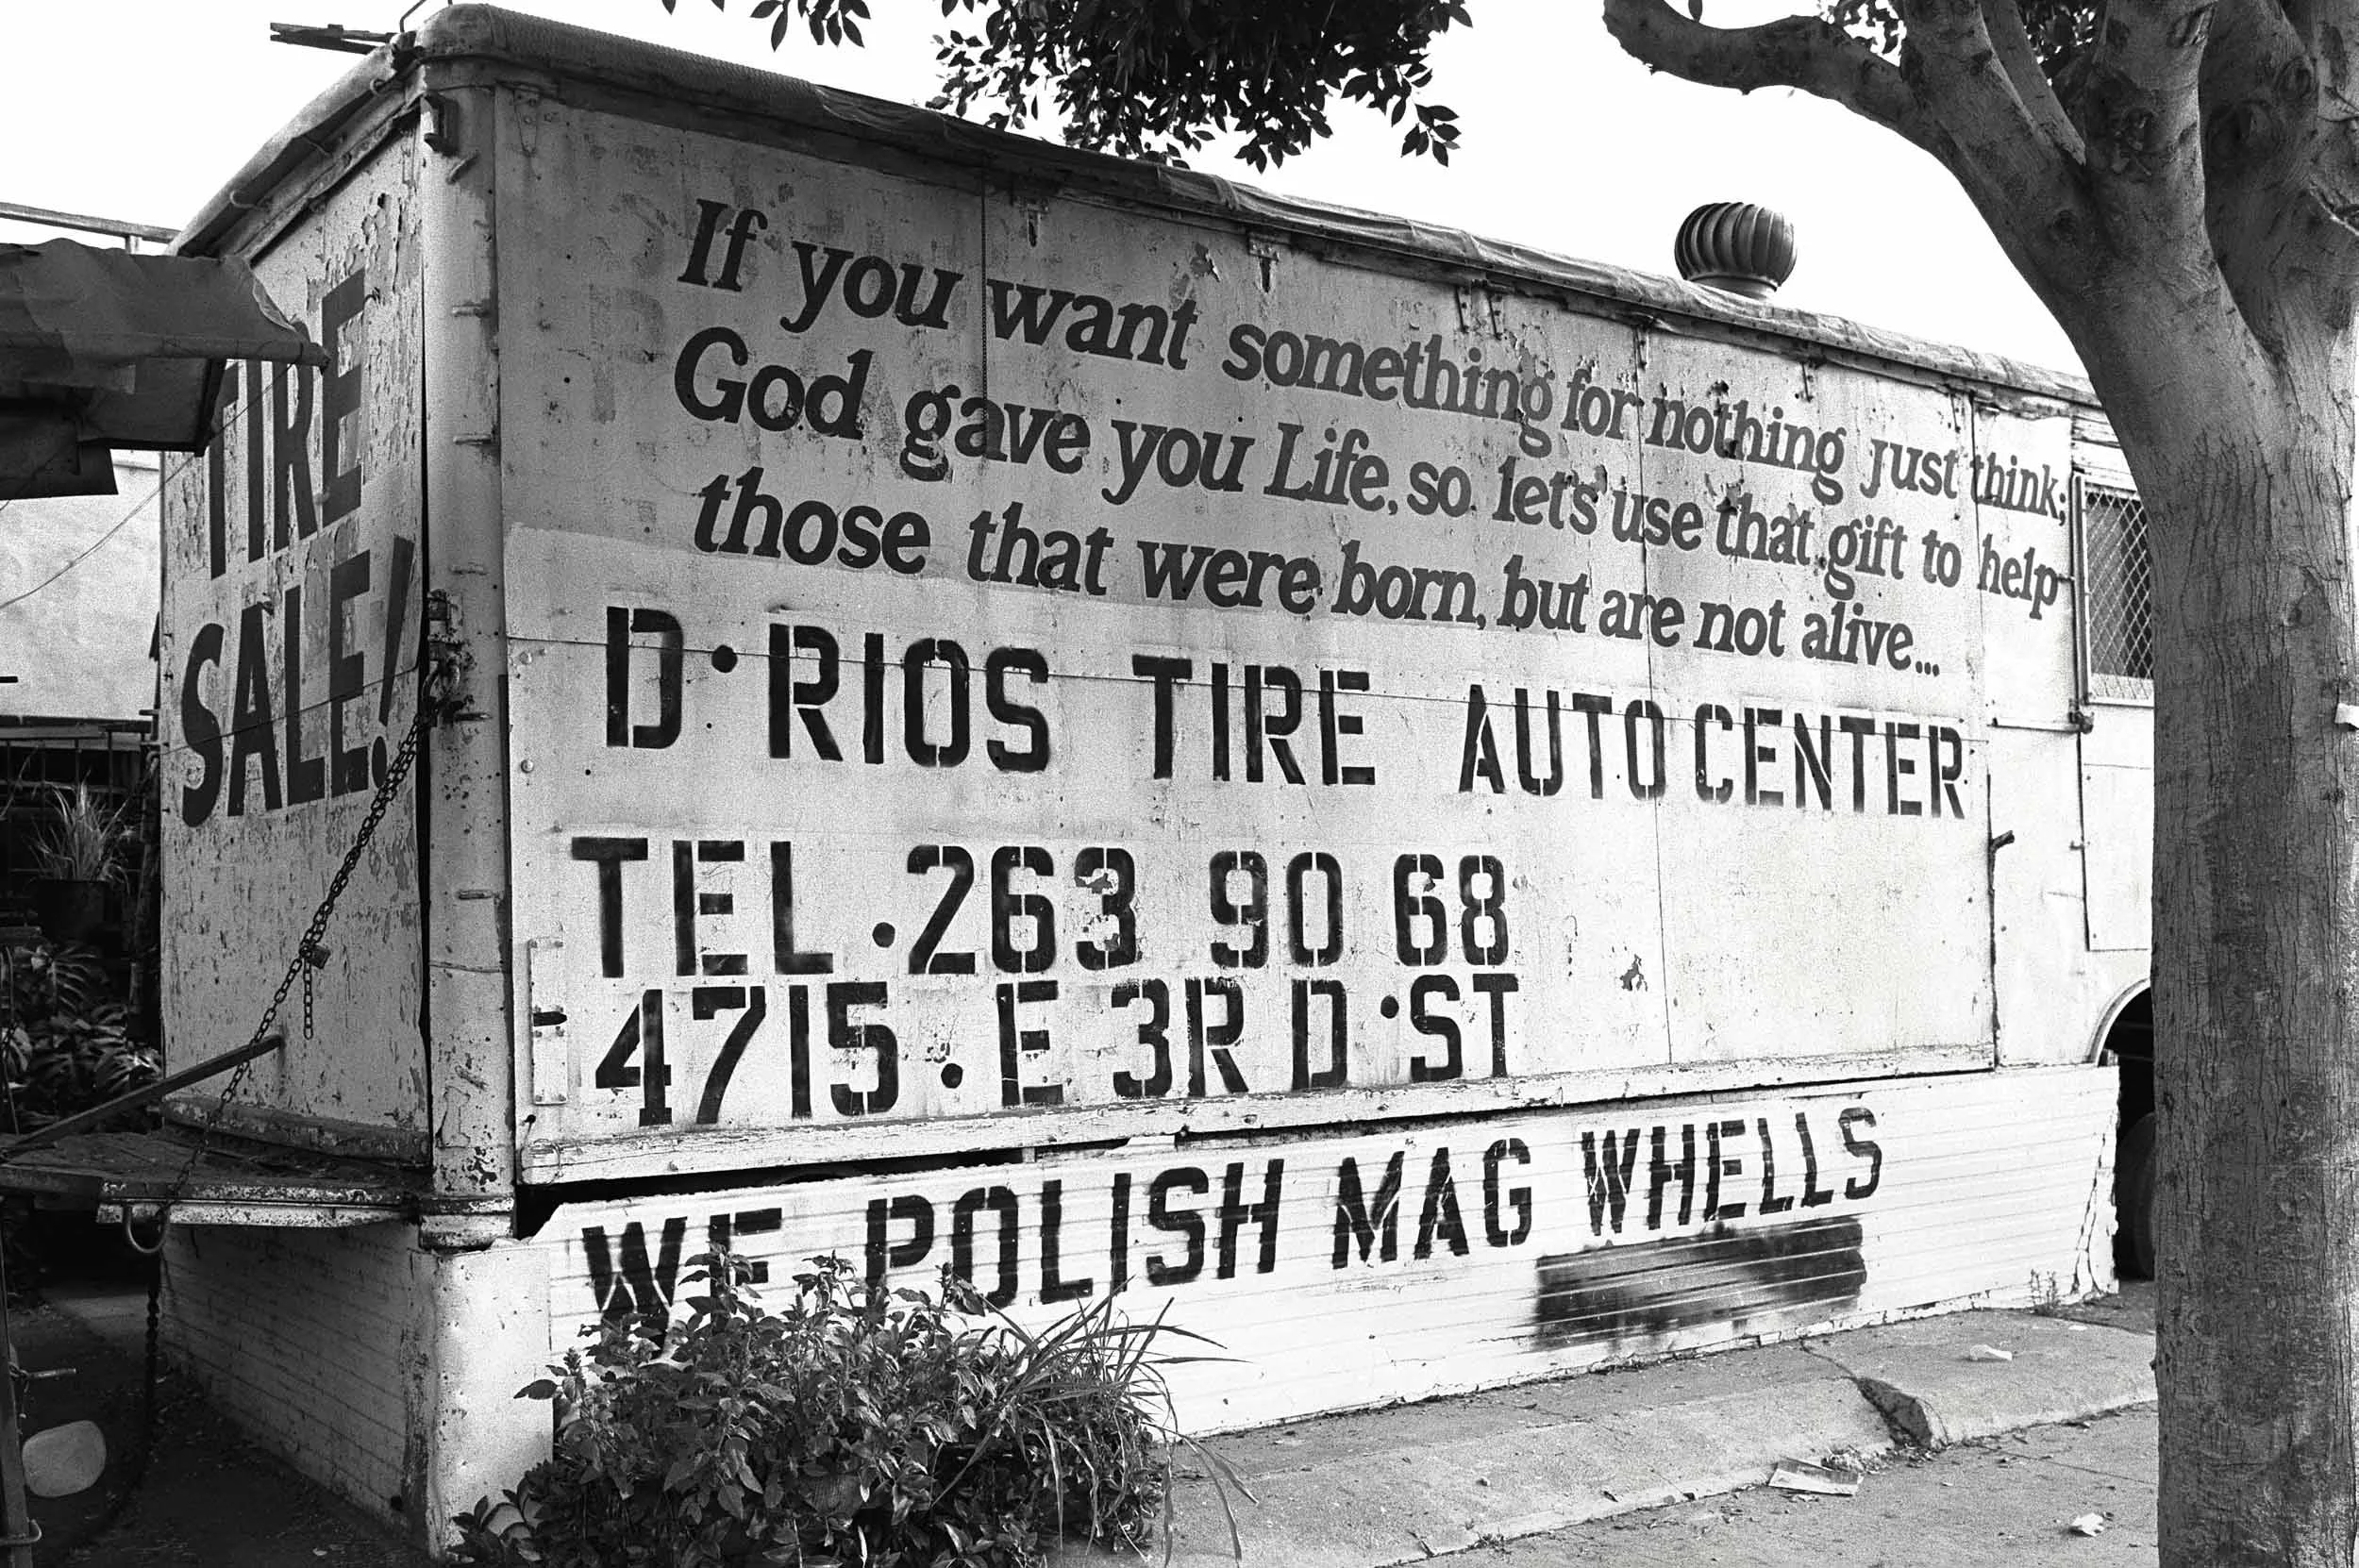 TIRE
SALE!
If you want something for nothing just think;
God gave you Life, so let's use that gift to help
those that were born, but are not alive...
D·RIOS TIRE AUTO CENTER
TEL. 263 90 68
4715. E 3RD·ST
WE POLISH MAG WHELLS